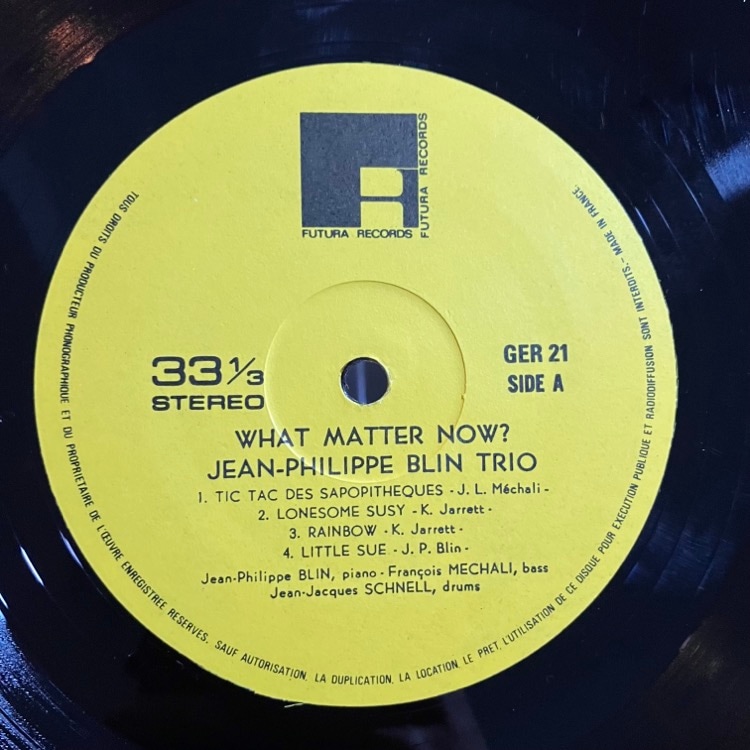 FUTURA RECORDS
FUTURA RECORDS
33 1/3
STEREO
GER 21
SIDE A
WHAT MATTER NOW?
JEAN-PHILIPPE BLIN TRIO
1. TIC TAC DES SAPOPITHEQUES - J. L. Méchali -
2. LONESOME SUSY - K. Jarrett -
3. RAINBOW - K. Jarrett -
4. LITTLE SUE - J. P. Blin -
Jean-Philippe BLIN, piano - François MECHALI, bass
Jean-Jacques SCHNELL, drums
TOUS DROITS DU PRODUCTEUR PHONOGRAPHIQUE ET DU PROPRIETAIRE DE L'ŒUVRE ENREGISTREE RESERVES. SAUF AUTORISATION, LA DUPLICATION, LA LOCATION, LE PRET, L'UTILISATION DE CE DISQUE POUR EXECUTION PUBLIQUE ET RADIODIFFUSION SONT INTERDITS. - MADE IN FRANCE.